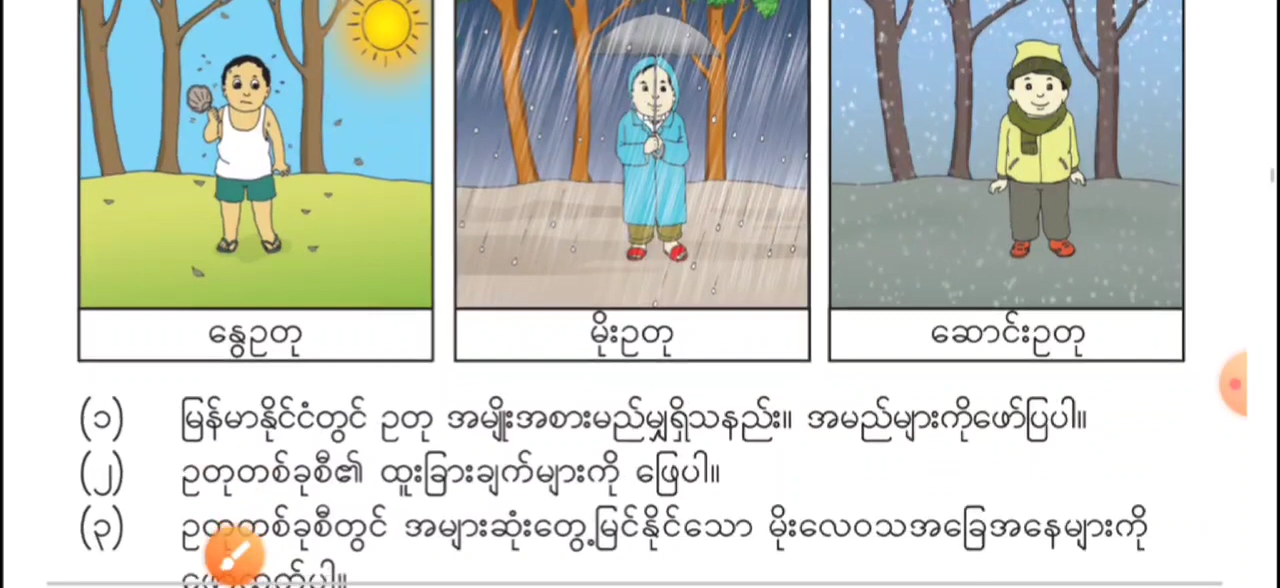 နွေဥတု
မိုးဥတု
ဆောင်းဥတု
(၁) မြန်မာနိုင်ငံတွင် ဥတု အမျိုးအစားမည်မျှရှိသနည်း။ အမည်များကိုဖော်ပြပါ။
(၂) ဥတုတစ်ခုစီ၏ ထူးခြားချက်များကို ဖြေပါ။
(၃) ဥတုတစ်ခုစီတွင် အများဆုံးတွေ့မြင်နိုင်သော မိုးလေဝသအခြေအနေများကို